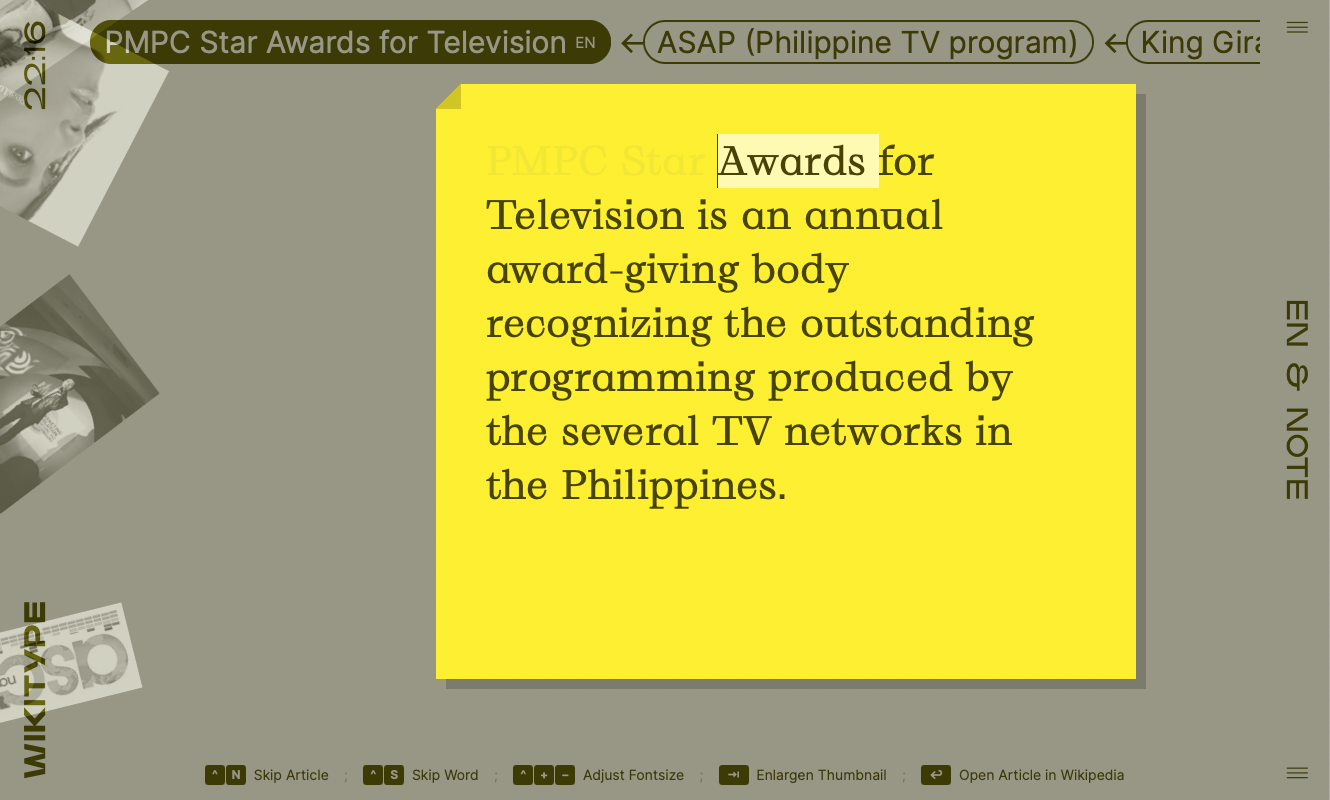 22:16
PMPC Star Awards for Television EN
← ASAP (Philippine TV program)
← King Gira
PMPC Star Awards for
Television is an annual
award-giving body
recognizing the outstanding
programming produced by
the several TV networks in
the Philippines.
EN & NOTE
WIKITYPE
asap
^ N Skip Article ; ^ S Skip Word ; ^ + − Adjust Fontsize ; ⇥ Enlargen Thumbnail ; ↩ Open Article in Wikipedia